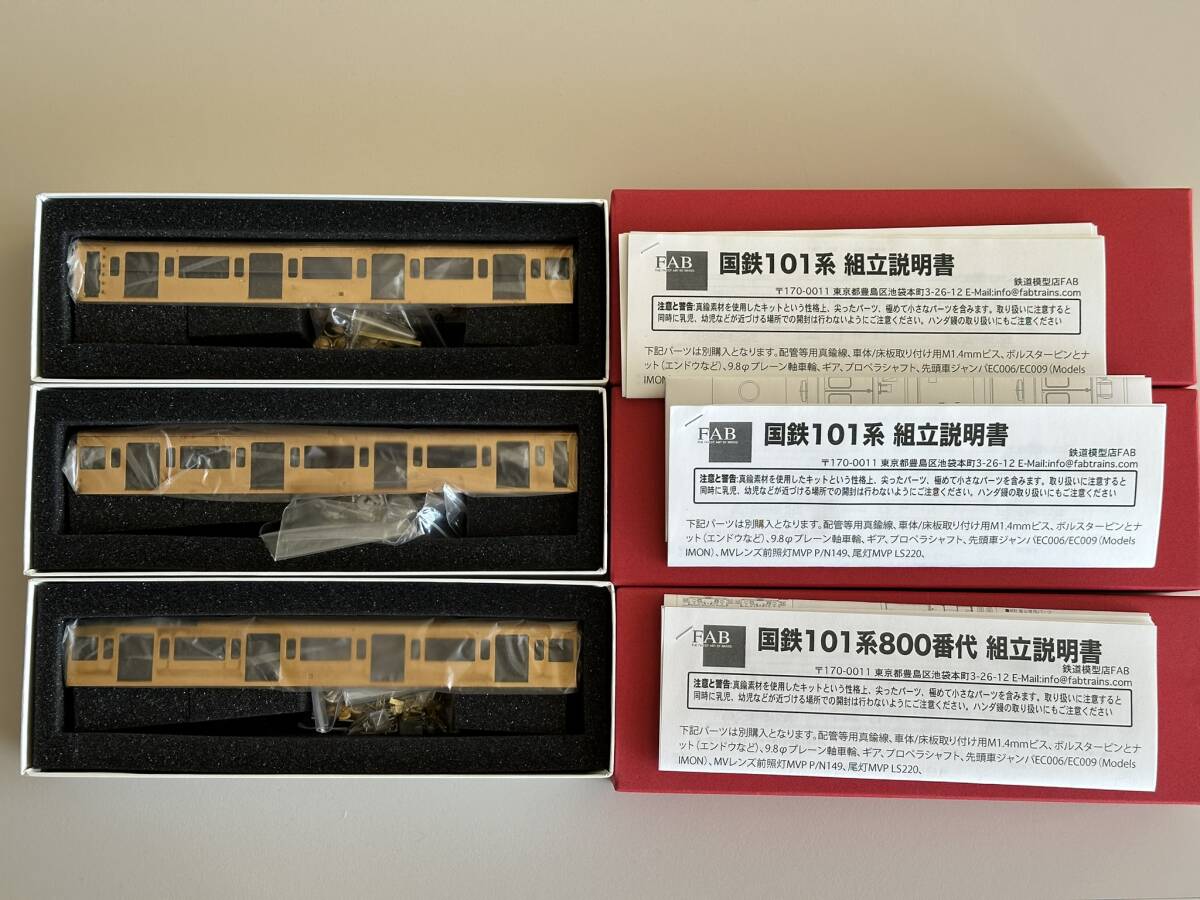 FAB
THE FINEST ART OF BRASS
国鉄101系 組立説明書
鉄道模型店FAB
〒170-0011 東京都豊島区池袋本町3-26-12 E-Mail:info@fabtrains.com
注意と警告:真鍮素材を使用したキットという性格上、尖ったパーツ、極めて小さなパーツを含みます。取り扱いに注意すると
同時に乳児、幼児などが近づける場所での開封は行わないようにご注意ください。ハンダ鏝の取り扱いにもご注意ください
下記パーツは別購入となります。配管等用真鍮線、車体/床板取り付け用M1.4mmビス、ボルスターピンとナ
ット(エンドウなど)、9.8φプレーン軸車輪、ギア、プロペラシャフト、先頭車ジャンパEC006/EC009(Models
IMON)
FAB
THE FINEST ART OF BRASS
国鉄101系 組立説明書
鉄道模型店FAB
〒170-0011 東京都豊島区池袋本町3-26-12 E-Mail:info@fabtrains.com
注意と警告:真鍮素材を使用したキットという性格上、尖ったパーツ、極めて小さなパーツを含みます。取り扱いに注意すると
同時に乳児、幼児などが近づける場所での開封は行わないようにご注意ください。ハンダ鏝の取り扱いにもご注意ください
下記パーツは別購入となります。配管等用真鍮線、車体/床板取り付け用M1.4mmビス、ボルスターピンとナ
ット(エンドウなど)、9.8φプレーン軸車輪、ギア、プロペラシャフト、先頭車ジャンパEC006/EC009(Models
IMON)、MVレンズ前照灯MVP P/N149、尾灯MVP LS220、
FAB
THE FINEST ART OF BRASS
国鉄101系800番代 組立説明書
鉄道模型店FAB
〒170-0011 東京都豊島区池袋本町3-26-12 E-Mail:info@fabtrains.com
注意と警告:真鍮素材を使用したキットという性格上、尖ったパーツ、極めて小さなパーツを含みます。取り扱いに注意すると
同時に乳児、幼児などが近づける場所での開封は行わないようにご注意ください。ハンダ鏝の取り扱いにもご注意ください
下記パーツは別購入となります。配管等用真鍮線、車体/床板取り付け用M1.4mmビス、ボルスターピンとナ
ット(エンドウなど)、9.8φプレーン軸車輪、ギア、プロペラシャフト、先頭車ジャンパEC006/EC009(Models
IMON)、MVレンズ前照灯MVP P/N149、尾灯MVP LS220、